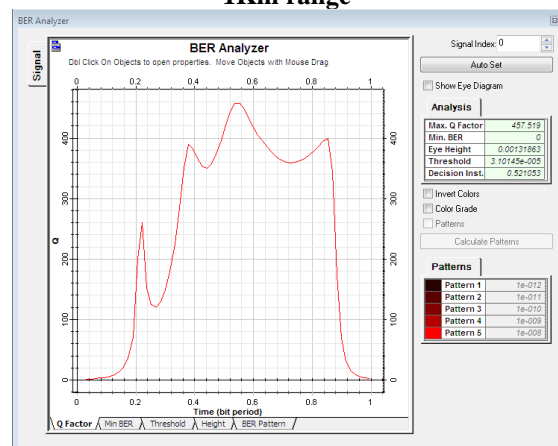 1Km range
BER Analyzer
Signal
BER Analyzer
Dbl Click On Objects to open properties. Move Objects with Mouse Drag
0 0.2 0.4 0.6 0.8 1
Q
400 400
300 300
200 200
100 100
0 0
0 0.2 0.4 0.6 0.8 1
Time (bit period)
Q Factor Min BER Threshold Height BER Pattern
Signal Index: 0
Auto Set
Show Eye Diagram
Analysis
Max. Q Factor 457.519
Min. BER 0
Eye Height 0.00131863
Threshold 3.10145e-005
Decision Inst. 0.521053
Invert Colors
Color Grade
Patterns
Calculate Patterns
Patterns
Pattern 1 1e-012
Pattern 2 1e-011
Pattern 3 1e-010
Pattern 4 1e-009
Pattern 5 1e-008